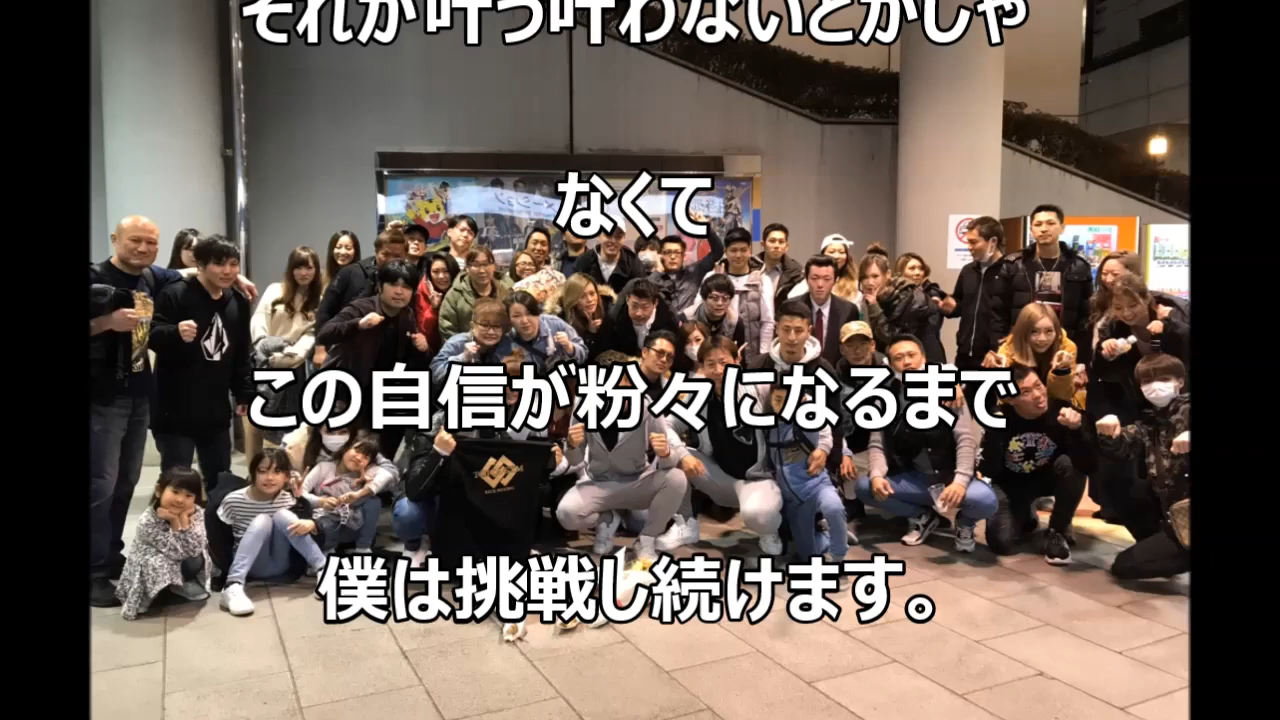 それが叶う叶わないとかじゃ
なくて
この自信が粉々になるまで
僕は挑戦し続けます。